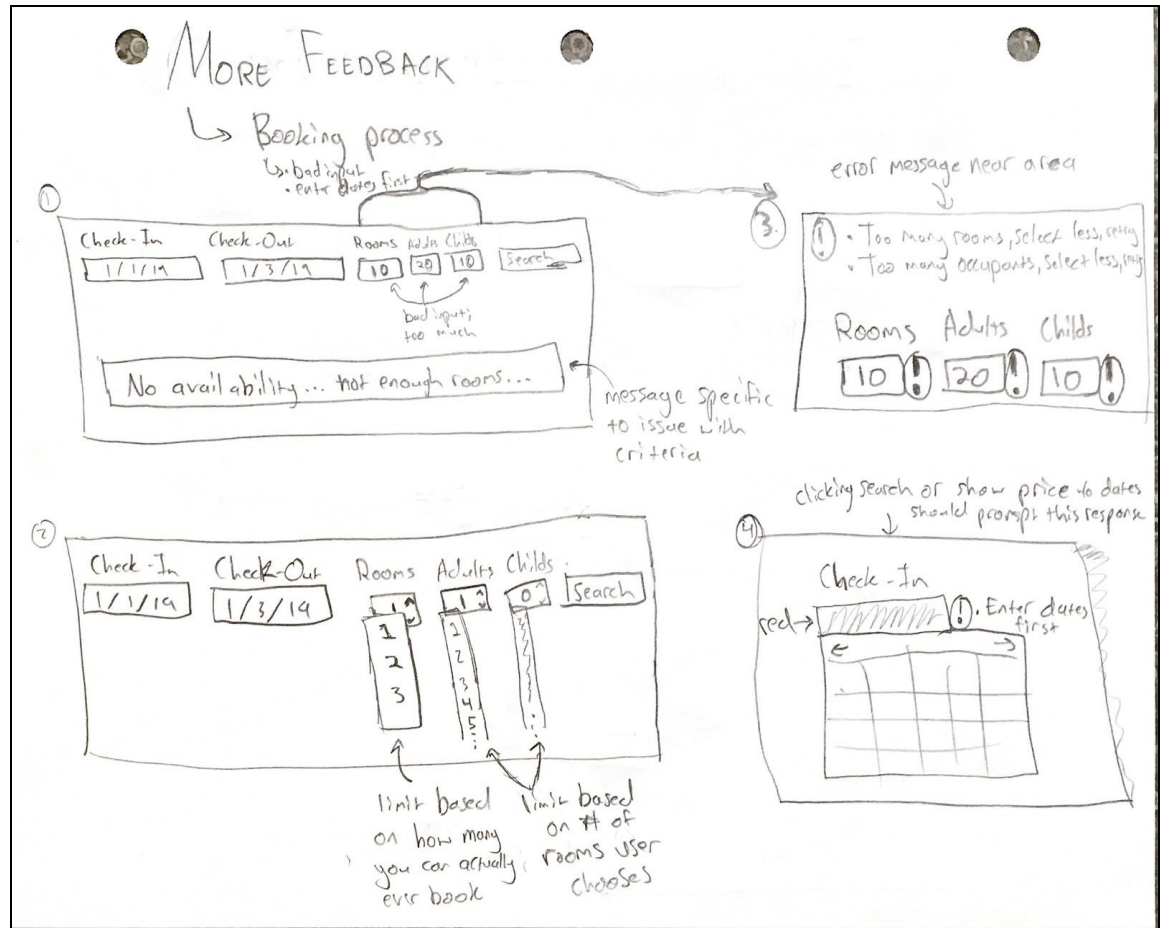 MORE FEEDBACK
↳ Booking process
↳ • bad input
• enter dates first
①
Check-In Check-Out Rooms Adults Childs
1/1/19 1/3/19 10 20 10 Search
bad input;
too much
No availability... not enough rooms...
message specific
to issue with
criteria
②
Check-In Check-Out Rooms Adults Childs
1/1/19 1/3/19 1 1 0 Search
1
2
3
1
2
3
4
5
limit based
on how many
you can actually
ever book
limit based
on # of
rooms user
chooses
3.
error message near area
! • Too many rooms, select less, retry
• Too many occupants, select less, retry
Rooms Adults Childs
10 ! 20 ! 10 !
④
clicking search or show price to dates
should prompt this response
Check-In
red → ! • Enter dates
first